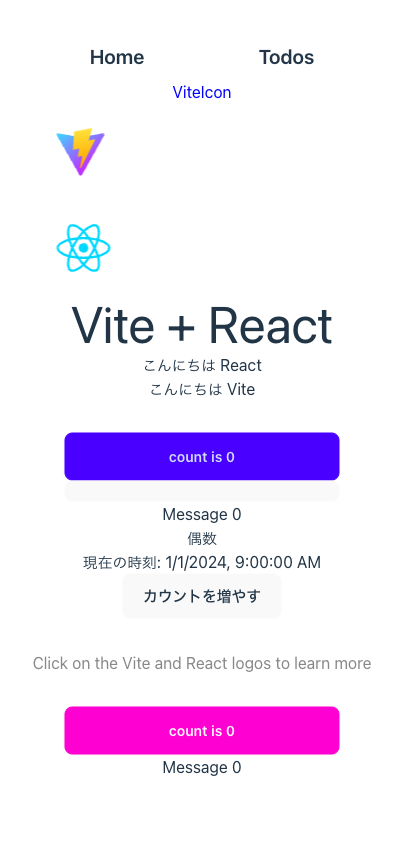 Home Todos
ViteIcon
Vite + React
こんにちは React
こんにちは Vite
count is 0
Message 0
偶数
現在の時刻: 1/1/2024, 9:00:00 AM
カウントを増やす
Click on the Vite and React logos to learn more
count is 0
Message 0